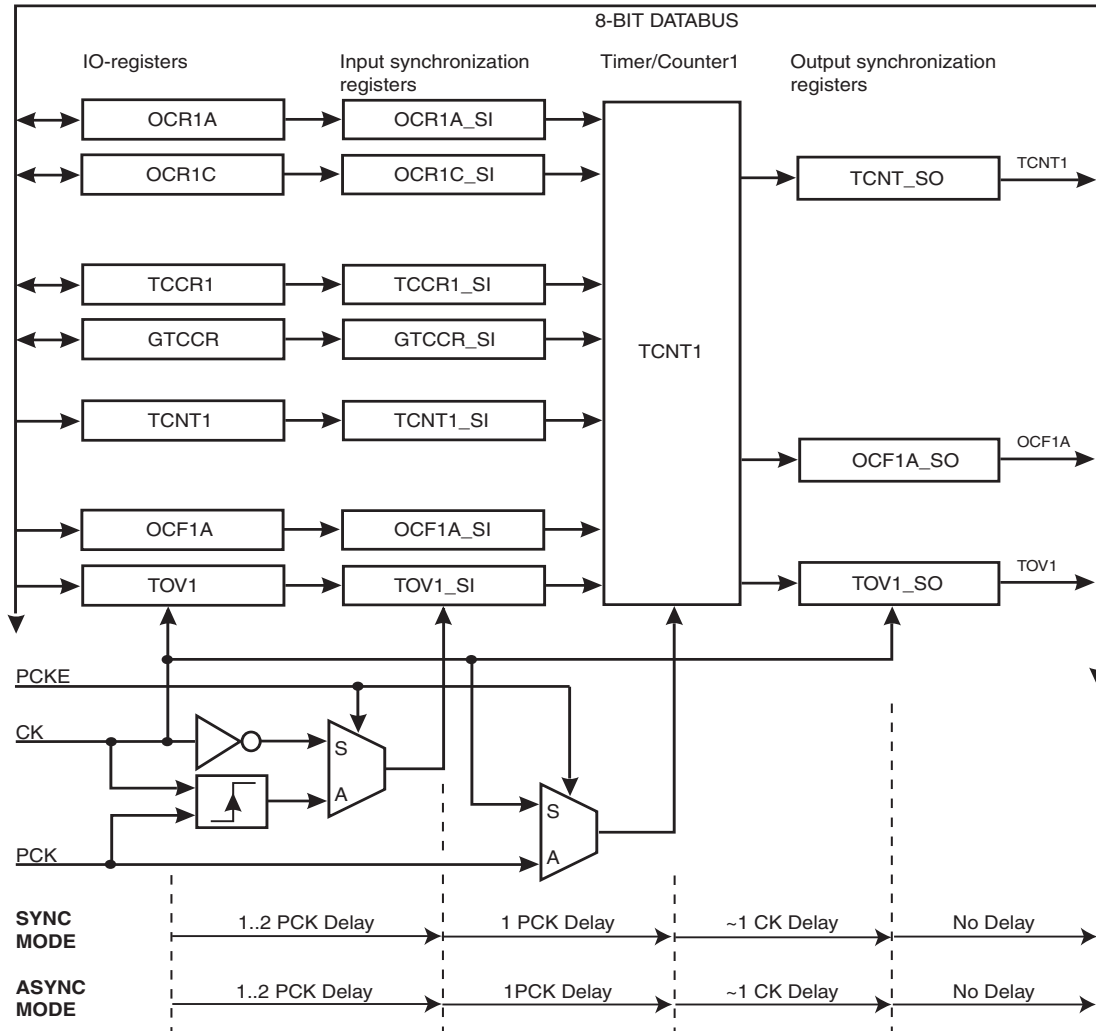 8-BIT DATABUS
IO-registers
Input synchronization
registers
Timer/Counter1
Output synchronization
registers
OCR1A
OCR1A_SI
OCR1C
OCR1C_SI
TCNT_SO
TCNT1
TCCR1
TCCR1_SI
GTCCR
GTCCR_SI
TCNT1
TCNT1
TCNT1_SI
OCF1A_SO
OCF1A
OCF1A
OCF1A_SI
TOV1
TOV1_SI
TOV1_SO
TOV1
PCKE
CK
S
A
S
A
PCK
SYNC
MODE
1..2 PCK Delay
1 PCK Delay
~1 CK Delay
No Delay
ASYNC
MODE
1..2 PCK Delay
1PCK Delay
~1 CK Delay
No Delay